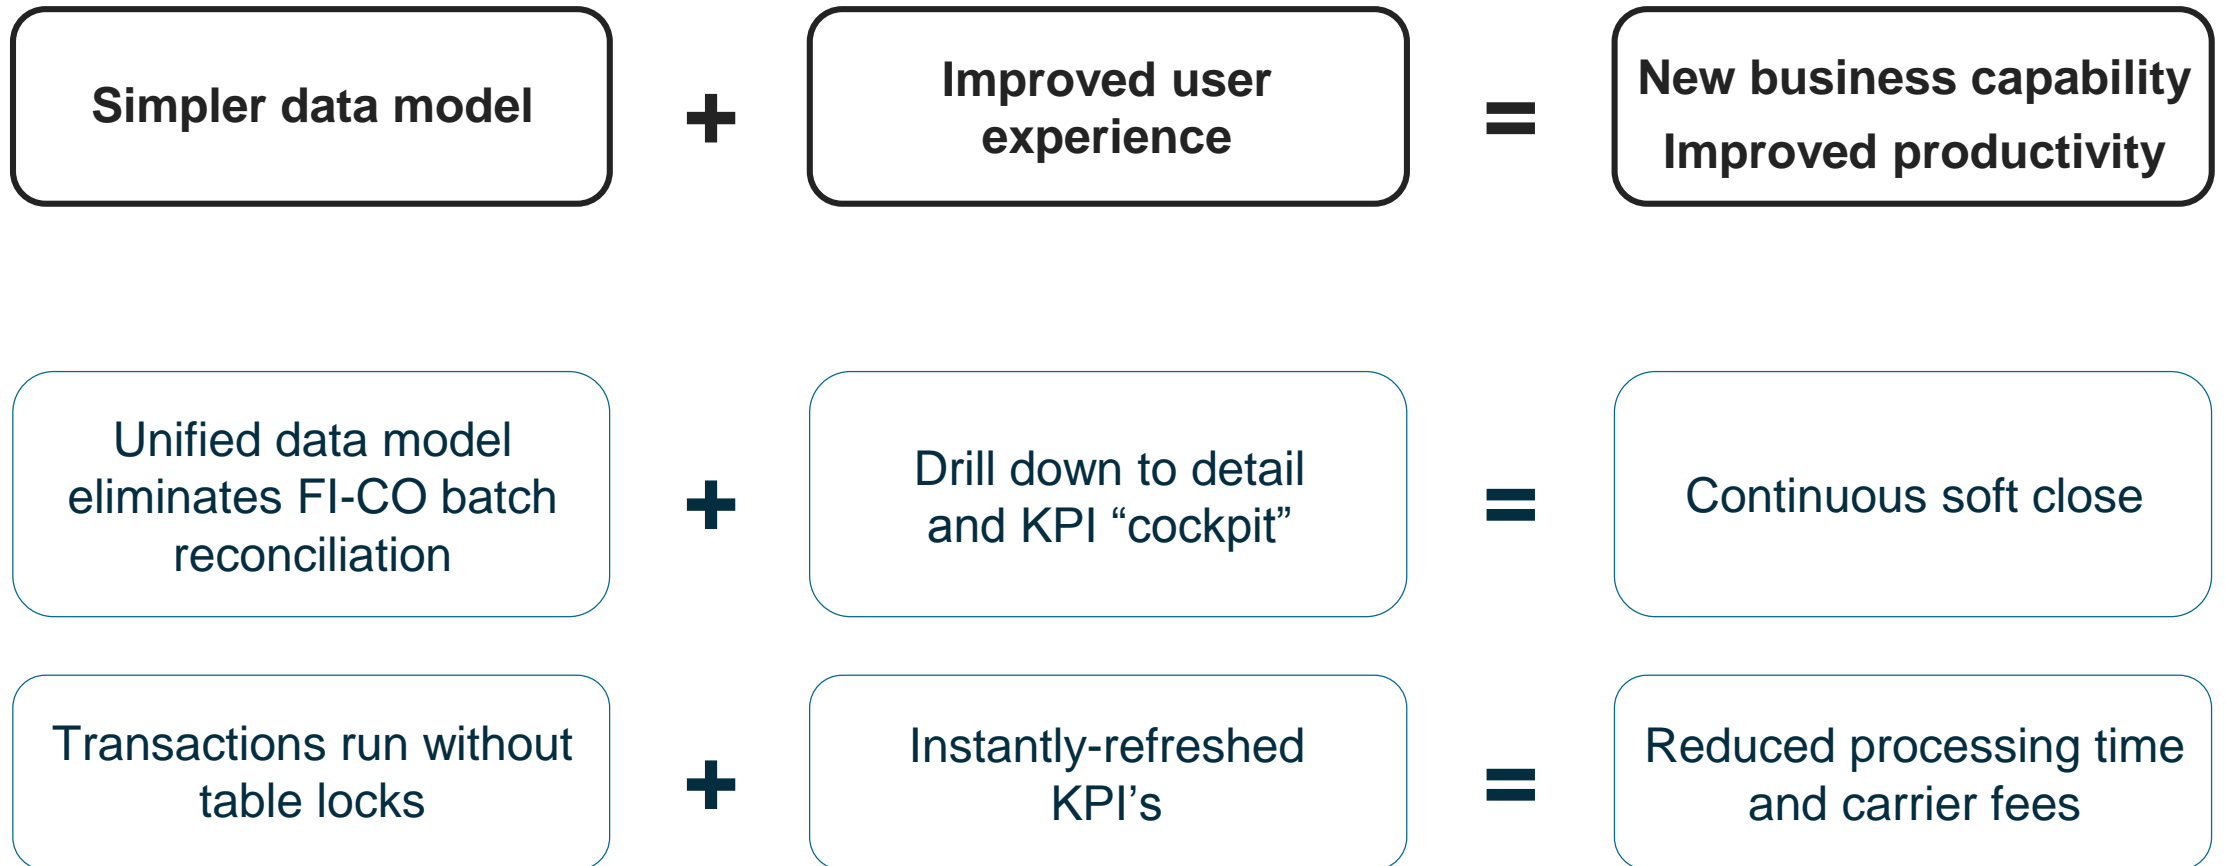 Simpler data model
+
Improved user
experience
=
New business capability
Improved productivity
Unified data model
eliminates FI-CO batch
reconciliation
+
Drill down to detail
and KPI “cockpit”
=
Continuous soft close
Transactions run without
table locks
+
Instantly-refreshed
KPI’s
=
Reduced processing time
and carrier fees